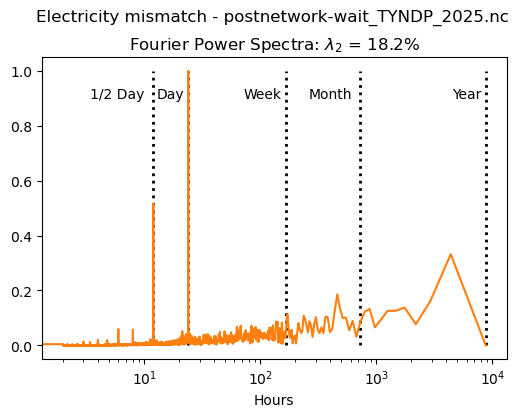 Electricity mismatch - postnetwork-wait_TYNDP_2025.nc
Fourier Power Spectra: λ₂ = 18.2%
1/2 Day Day Week Month Year
1.0
0.8
0.6
0.4
0.2
0.0
10¹ 10² 10³ 10⁴
Hours